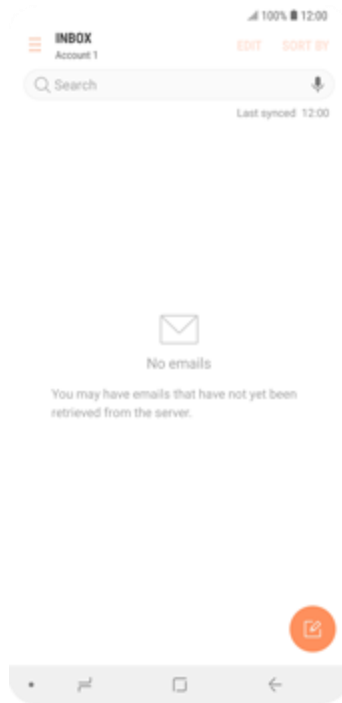 100% 12:00
INBOX
EDIT SORT BY
Account 1
Search
Last synced 12:00
No emails
You may have emails that have not yet been
retrieved from the server.